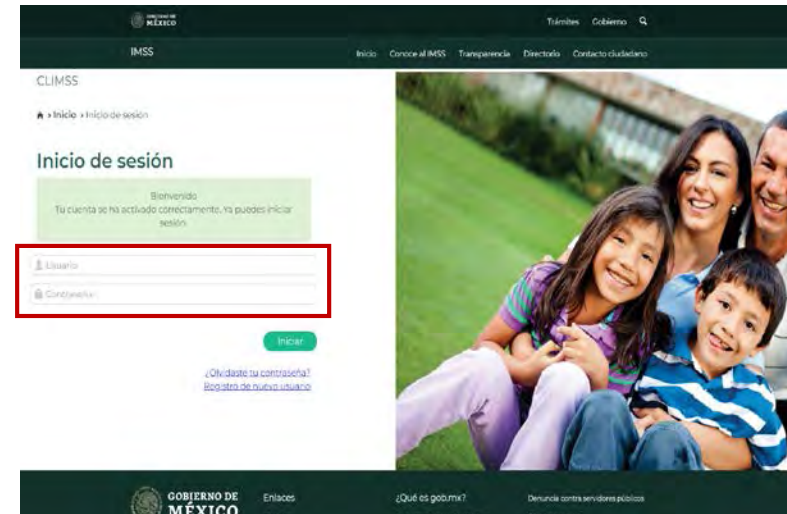 GOBIERNO DE
MÉXICO
Trámites Gobierno
IMSS
Inicio Conoce al IMSS Transparencia Directorio Contacto ciudadano
CLIMSS
> Inicio > Inicio de sesión
Inicio de sesión
Bienvenido
Tu cuenta se ha activado correctamente, ya puedes iniciar
sesión
Usuario
Contraseña
Iniciar
¿Olvidaste tu contraseña?
Registro de nuevo usuario
GOBIERNO DE
MÉXICO
Enlaces
¿Qué es gob.mx?
Denuncia contra servidores públicos